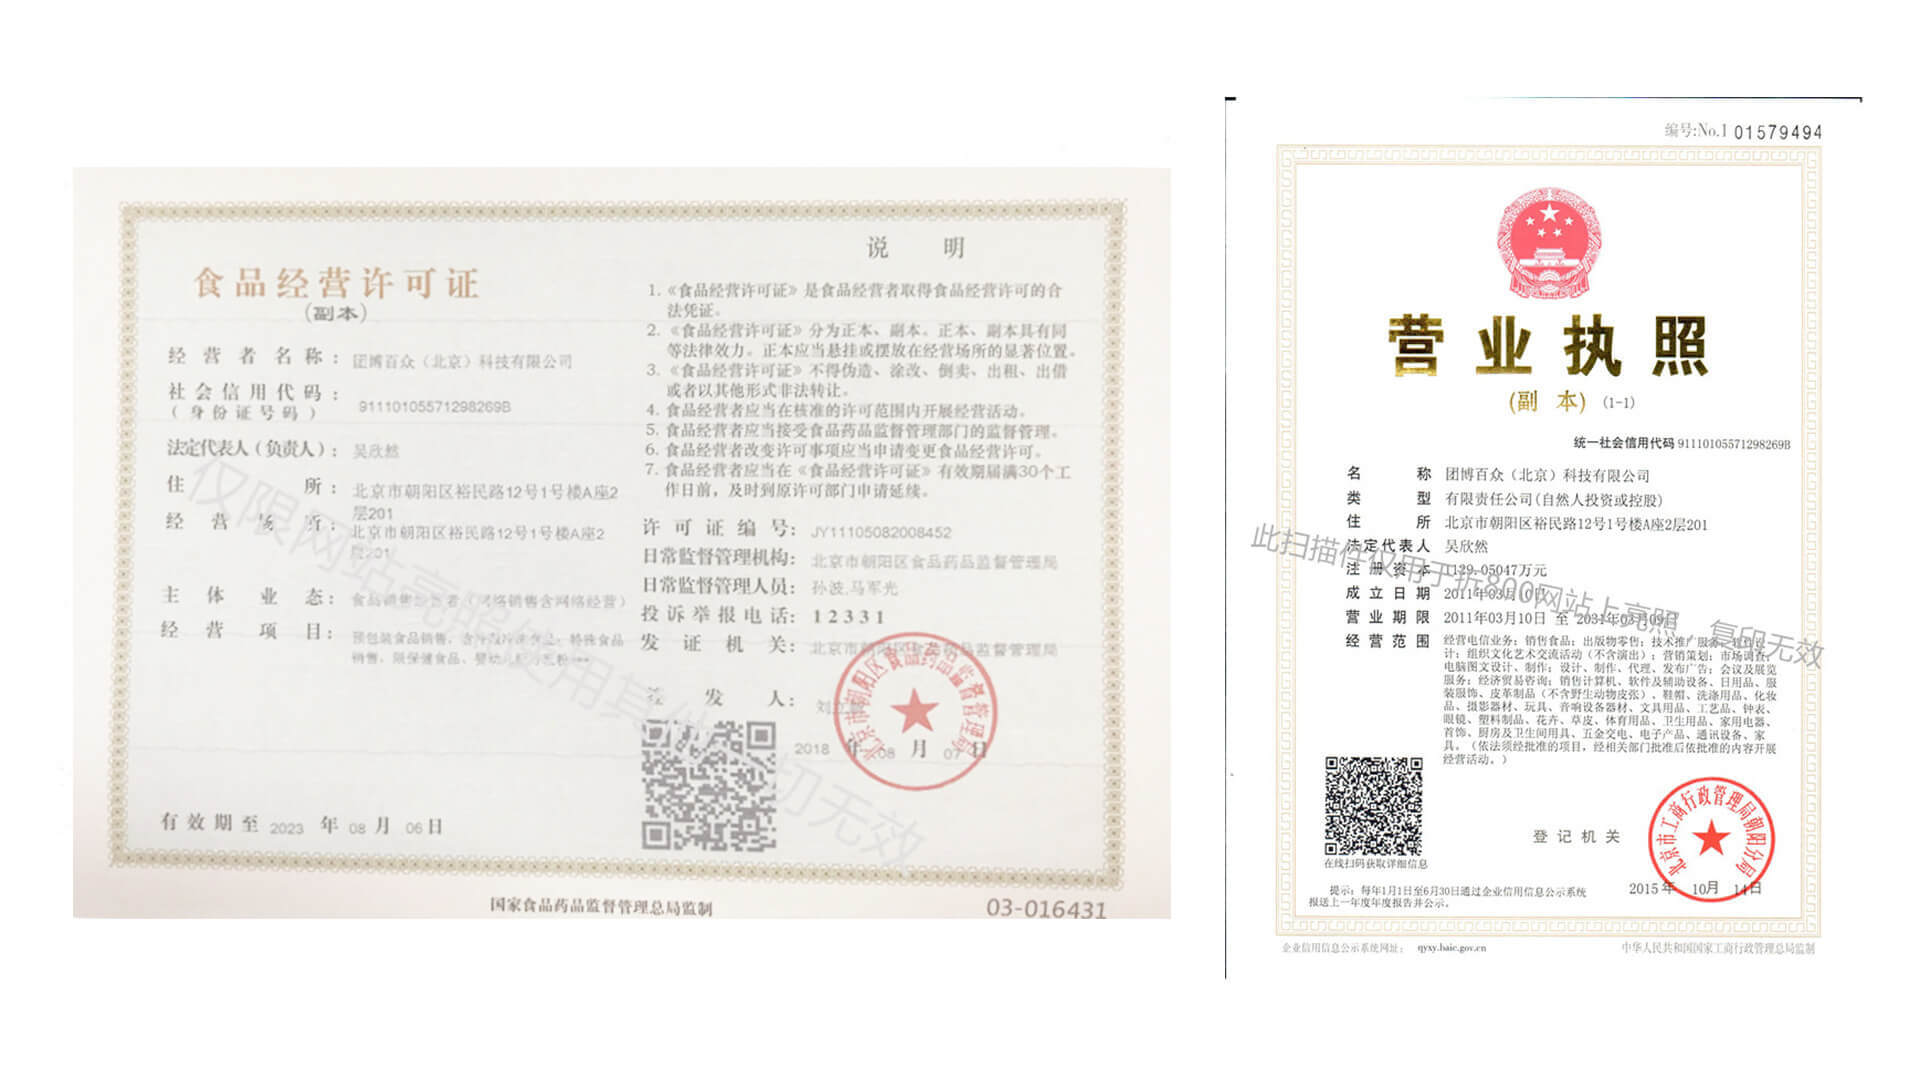 食品经营许可证
（副本）
经营者名称：团博百众（北京）科技有限公司
社会信用代码：
（身份证号码） 91110105571298269B
法定代表人（负责人）：吴欣然
住所：北京市朝阳区裕民路12号1号楼A座2
层201
经营场所：北京市朝阳区裕民路12号1号楼A座2
层201
主体业态：食品销售经营者（网络销售含网络经营）
经营项目：预包装食品销售，含冷藏冷冻食品；特殊食品
销售，限保健食品、婴幼儿配方乳粉***
有效期至 2023 年 08 月 06 日
说明
1.《食品经营许可证》是食品经营者取得食品经营许可的合
法凭证。
2.《食品经营许可证》分为正本、副本。正本、副本具有同
等法律效力。正本应当悬挂或摆放在经营场所的显著位置。
3.《食品经营许可证》不得伪造、涂改、倒卖、出租、出借
或者以其他形式非法转让。
4.食品经营者应当在核准的许可范围内开展经营活动。
5.食品经营者应当接受食品药品监督管理部门的监督管理。
6.食品经营者改变许可事项应当申请变更食品经营许可。
7.食品经营者应当在《食品经营许可证》有效期届满30个工
作日前，及时到原许可部门申请延续。
许可证编号：JY11105082008452
日常监督管理机构：北京市朝阳区食品药品监督管理局
日常监督管理人员：孙波,马军光
投诉举报电话：12331
发证机关：北京市朝阳区食品药品监督管理局
签发人：
北京市朝阳区食品药品监督管理局
2018 年 08 月 07 日
国家食品药品监督管理总局监制
03-016431
仅限网站亮照使用其他一切无效
编号:No.1 01579494
营业执照
（副 本） （1-1）
统一社会信用代码 91110105571298269B
名称 团博百众（北京）科技有限公司
类型 有限责任公司(自然人投资或控股)
住所 北京市朝阳区裕民路12号1号楼A座2层201
法定代表人 吴欣然
注册资本 1129.05047万元
成立日期 2011年03月10日
营业期限 2011年03月10日 至 2031年03月09日
经营范围 经营电信业务；销售食品；出版物零售；技术推广服务；软件设
计；组织文化艺术交流活动（不含演出）；营销策划；市场调查；
电脑图文设计、制作；设计、制作、代理、发布广告；会议及展览
服务；经济贸易咨询；销售计算机、软件及辅助设备、日用品、服
装服饰、皮革制品（不含野生动物皮张）、鞋帽、洗涤用品、化妆
品、摄影器材、玩具、音响设备器材、文具用品、工艺品、钟表、
眼镜、塑料制品、花卉、草皮、体育用品、卫生用品、家用电器、
首饰、厨房及卫生间用具、五金交电、电子产品、通讯设备、家
具。（依法须经批准的项目，经相关部门批准后依批准的内容开展
经营活动。）
此扫描任仅用于折800网站上亮照，复印无效
在线扫码获取详细信息
登记机关
北京市工商行政管理局朝阳分局
2015年 10月 14日
提示：每年1月1日至6月30日通过企业信用信息公示系统
报送上一年度年度报告并公示。
企业信用信息公示系统网址： qyxy.baic.gov.cn
中华人民共和国国家工商行政管理总局监制